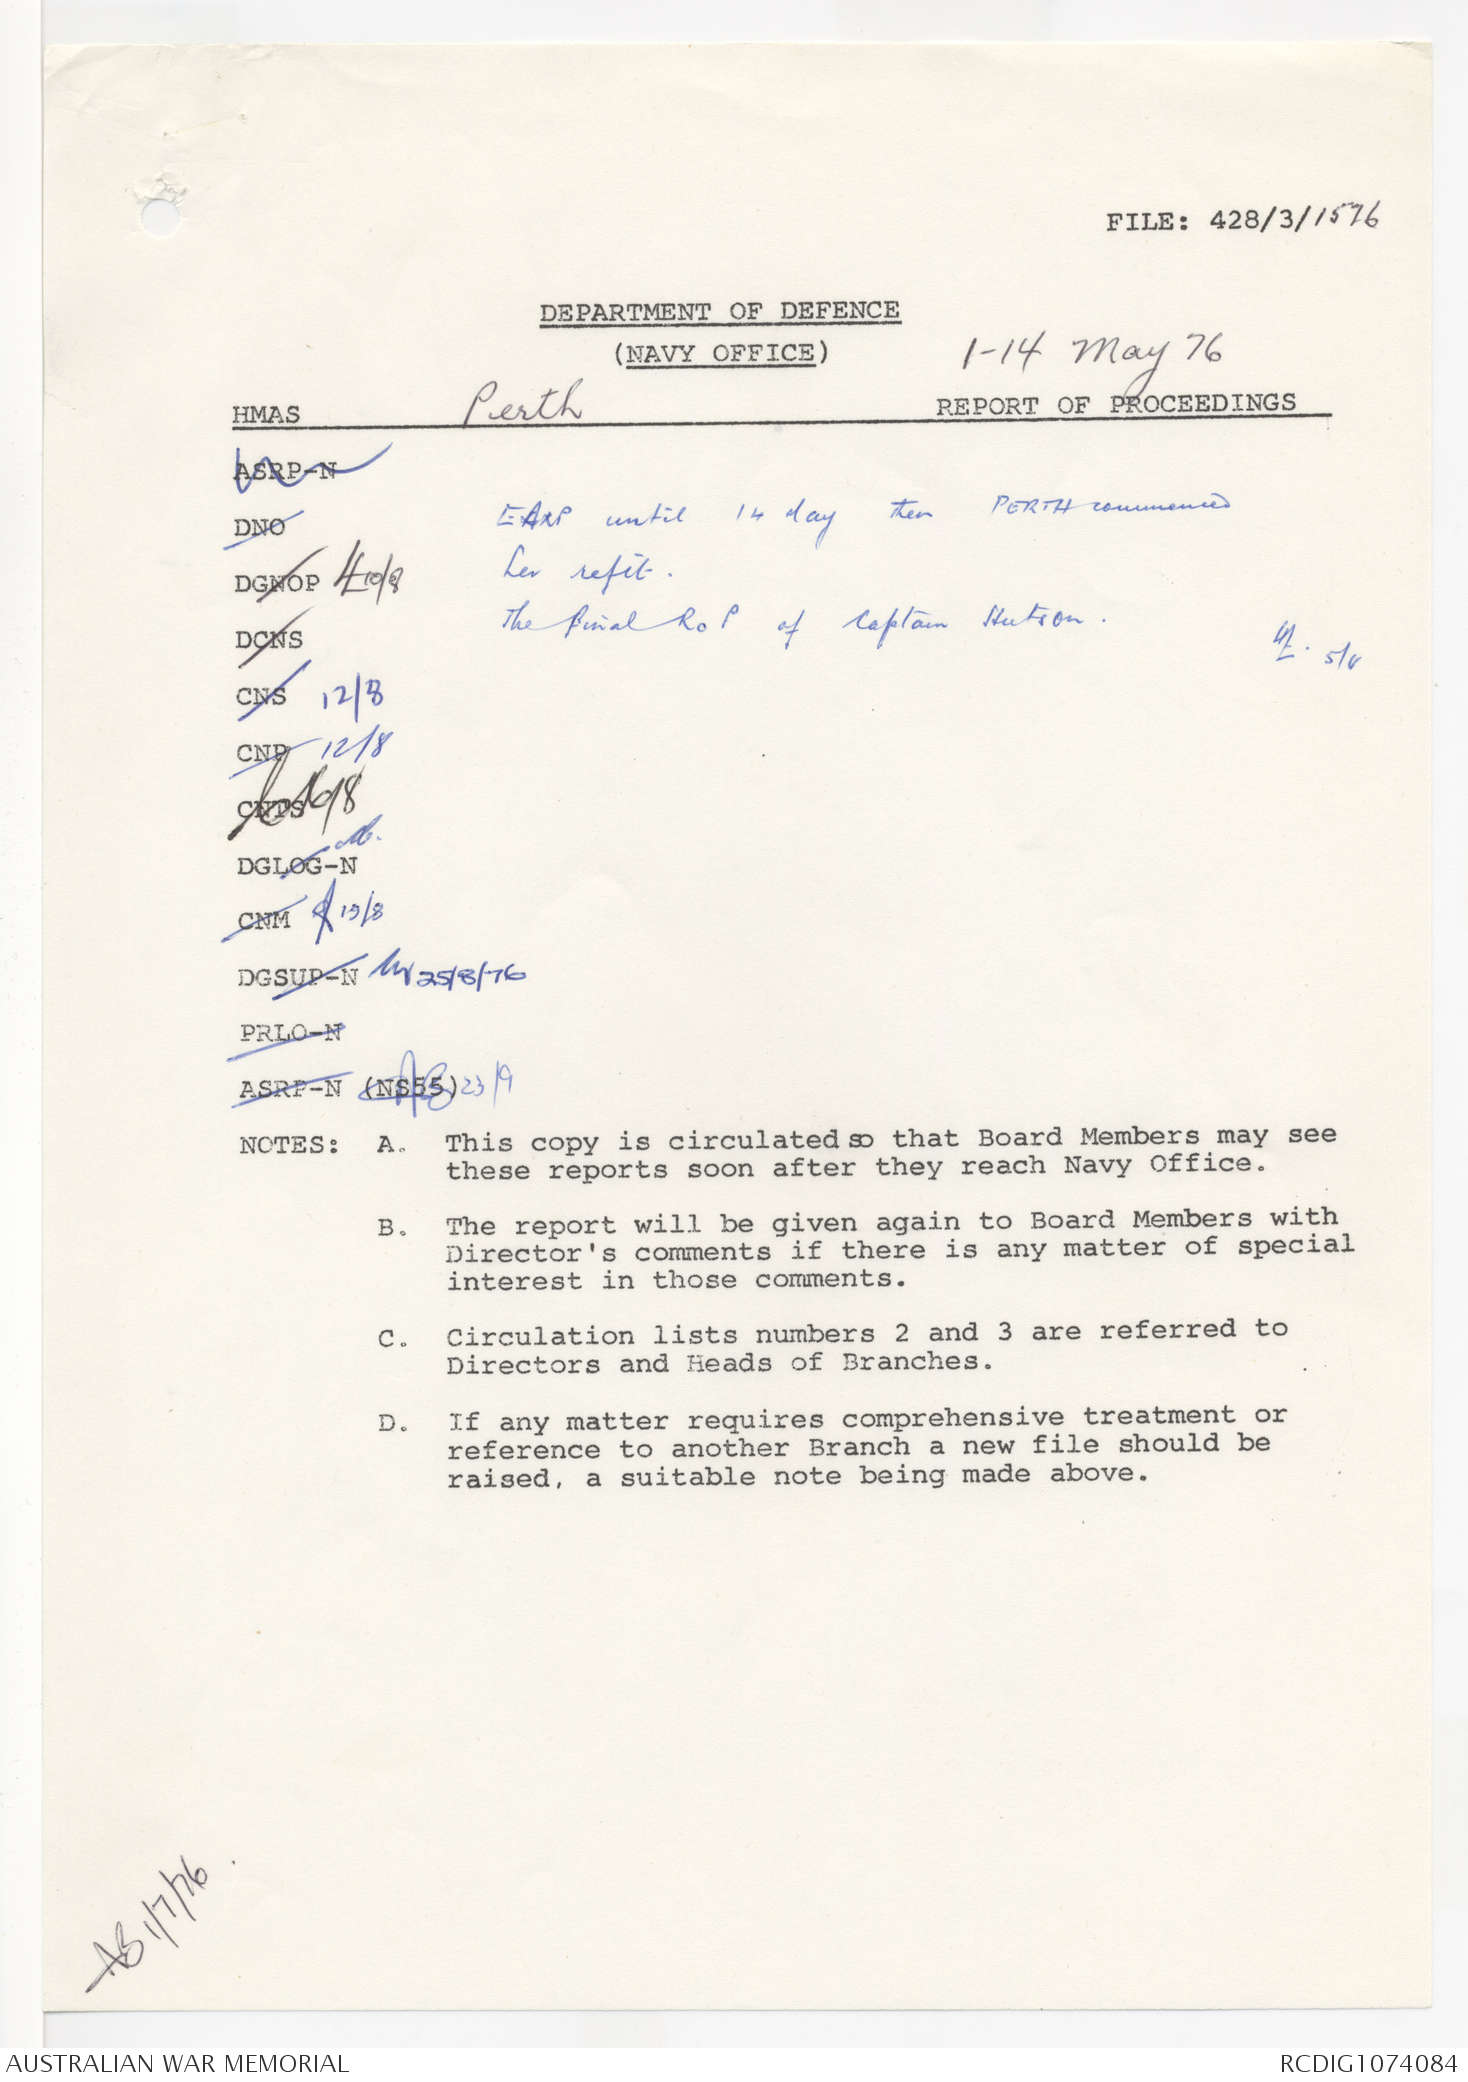 FILE: 428/3/1576
DEPARTMENT OF DEFENCE
(NAVY OFFICE)
1-14 May 76
HMAS Perth REPORT OF PROCEEDINGS
ASRP-N
DNO
EAXP until 14 day then PERTH commenced
her refit.
DGNOP 10/8
The final RoP of Captain Hutson.
DCNS
5/8
CNS 12/8
CNP 12/8
CNTS
DGLOG-N
CNM 19/8
DGSUP-N 25/8/76
PRLO-N
ASRP-N (NS55) 23/9
NOTES: A. This copy is circulated so that Board Members may see
these reports soon after they reach Navy Office.
B. The report will be given again to Board Members with
Director's comments if there is any matter of special
interest in those comments.
C. Circulation lists numbers 2 and 3 are referred to
Directors and Heads of Branches.
D. If any matter requires comprehensive treatment or
reference to another Branch a new file should be
raised, a suitable note being made above.
AB 1/7/76
AUSTRALIAN WAR MEMORIAL
RCDIG1074084